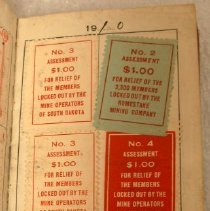 19 10
No. 3
ASSESSMENT
$1.00
FOR RELIEF OF
THE MEMBERS
LOCKED OUT BY THE
MINE OPERATORS
OF SOUTH DAKOTA
No. 2
ASSESSMENT
$1.00
FOR RELIEF OF THE
3,300 MEMBERS
LOCKED OUT BY THE
HOMESTAKE
MINING COMPANY
No. 3
ASSESSMENT
$1.00
FOR RELIEF OF
THE MEMBERS
LOCKED OUT BY THE
MINE OPERATORS
No. 4
ASSESSMENT
$1.00
FOR RELIEF OF
THE MEMBERS
LOCKED OUT BY THE
MINE OPERATORS